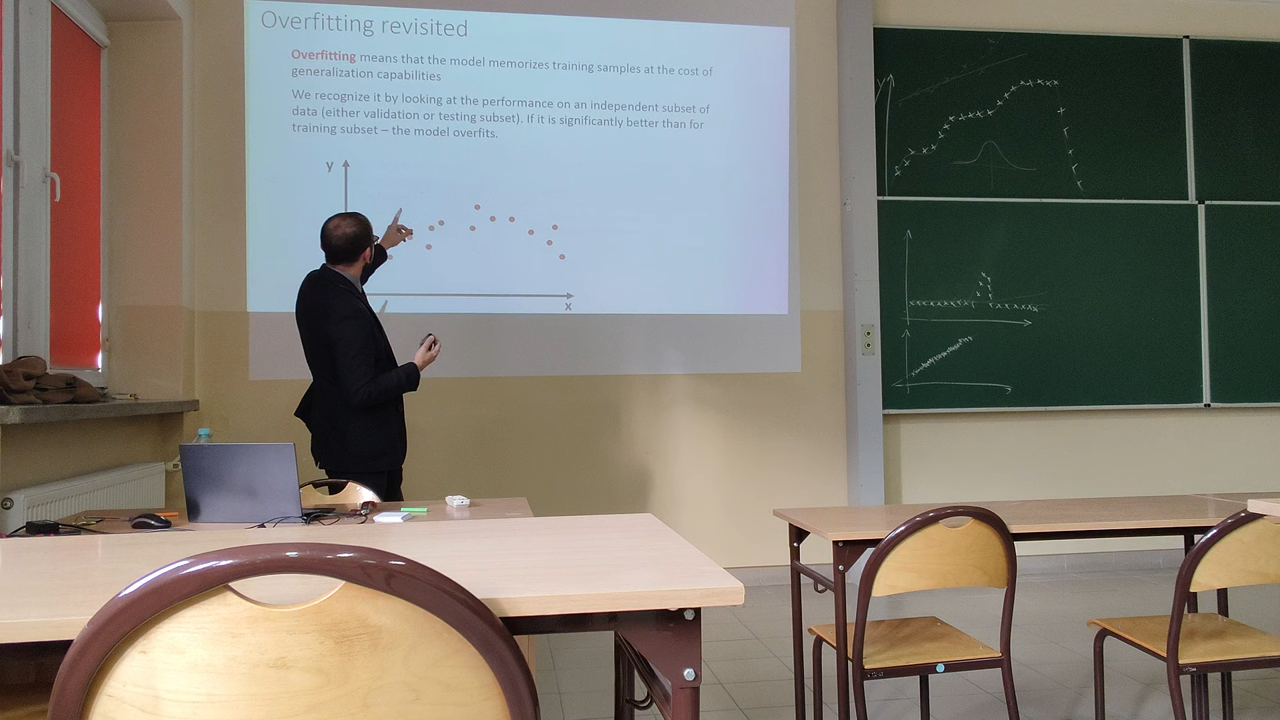 Overfitting revisited
Overfitting means that the model memorizes training samples at the cost of
generalization capabilities
We recognize it by looking at the performance on an independent subset of
data (either validation or testing subset). If it is significantly better than for
training subset – the model overfits.
y
x
y